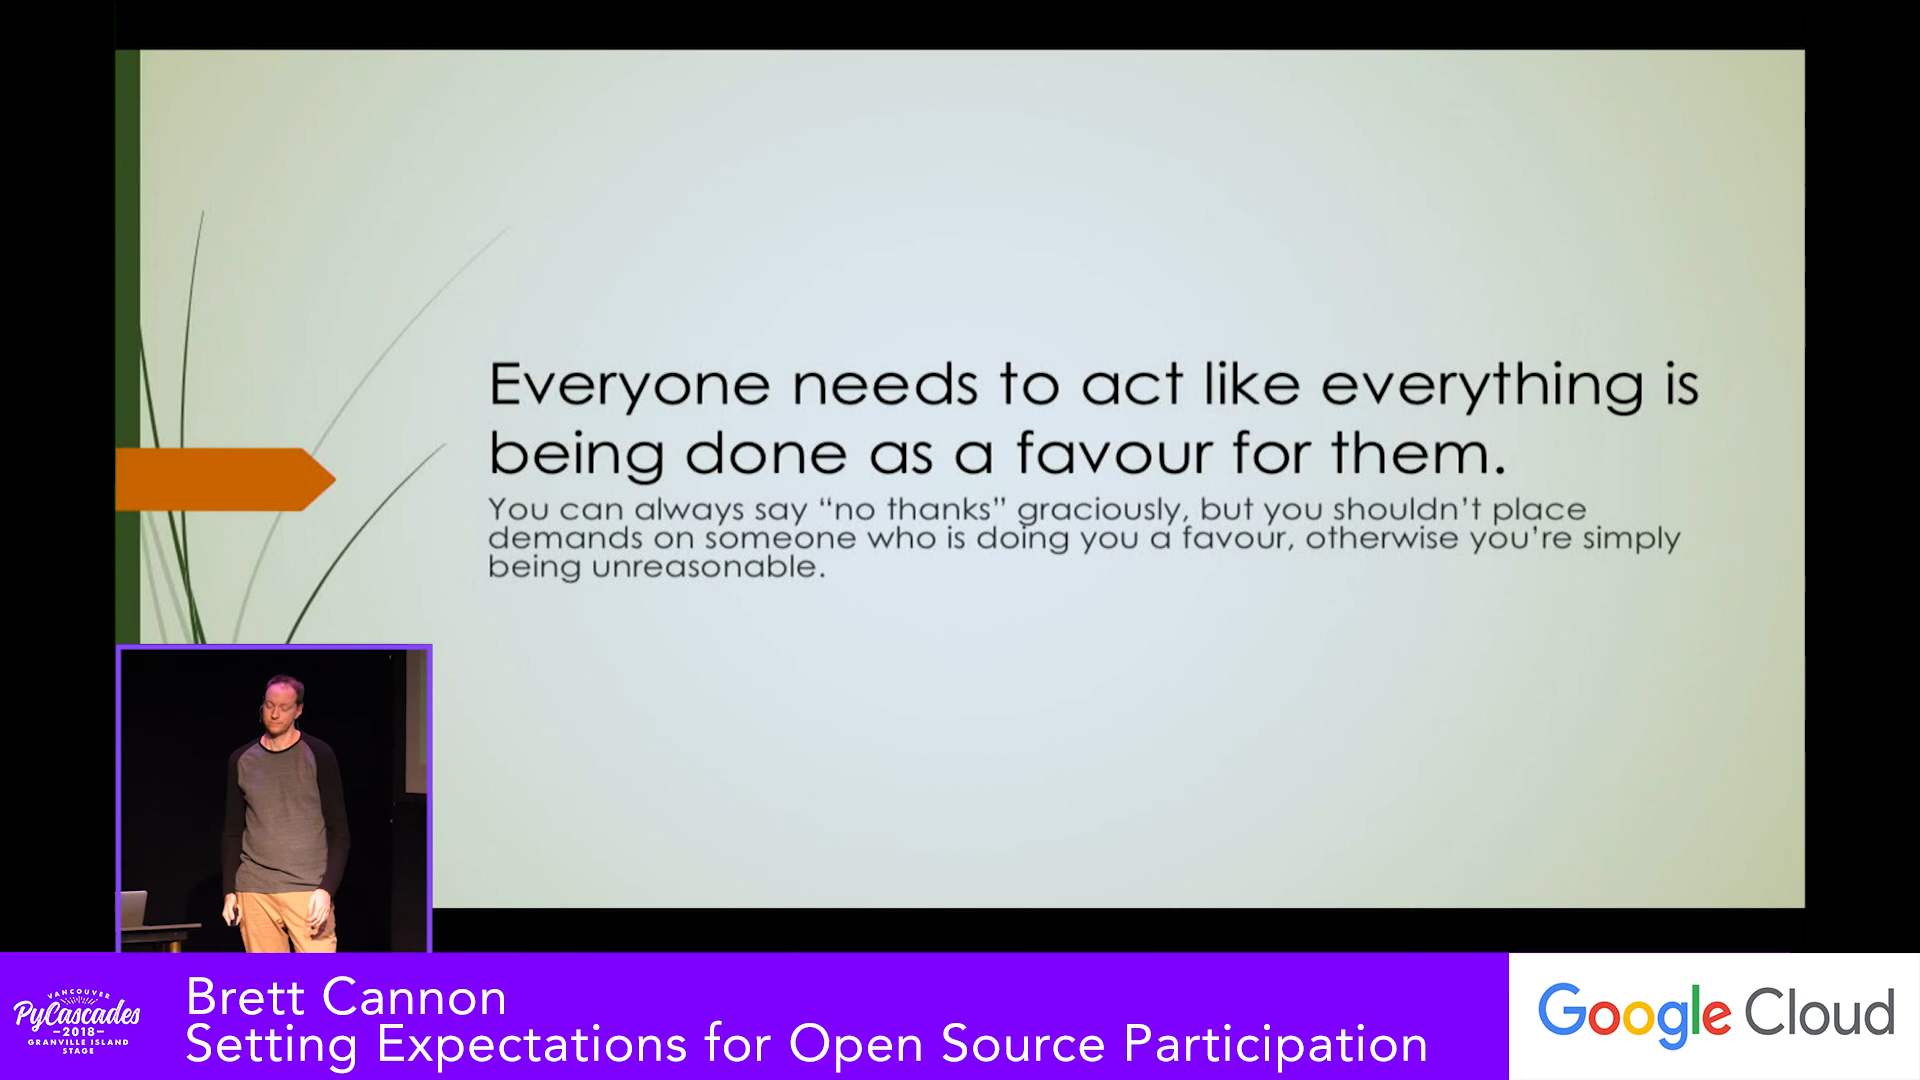 Everyone needs to act like everything is
being done as a favour for them.
You can always say “no thanks” graciously, but you shouldn’t place
demands on someone who is doing you a favour, otherwise you’re simply
being unreasonable.
VANCOUVER
PyCascades
2018
GRANVILLE ISLAND
STAGE
Brett Cannon
Setting Expectations for Open Source Participation
Google Cloud